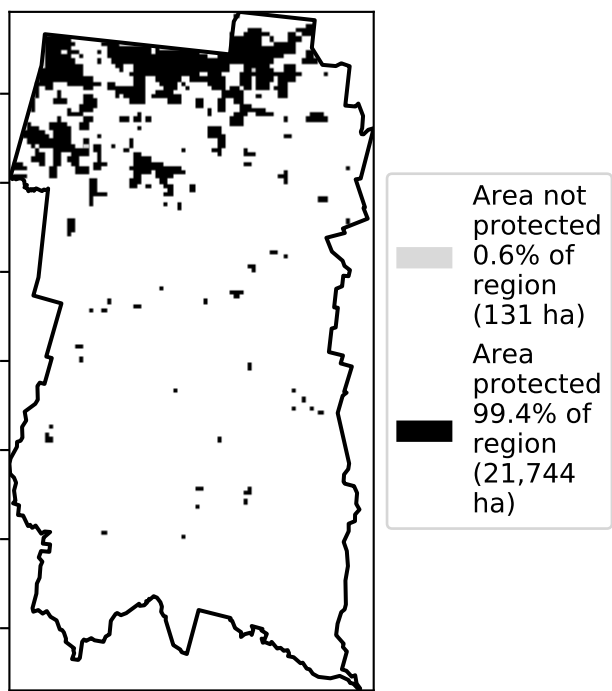 Area not
protected
0.6% of
region
(131 ha)
Area
protected
99.4% of
region
(21,744
ha)